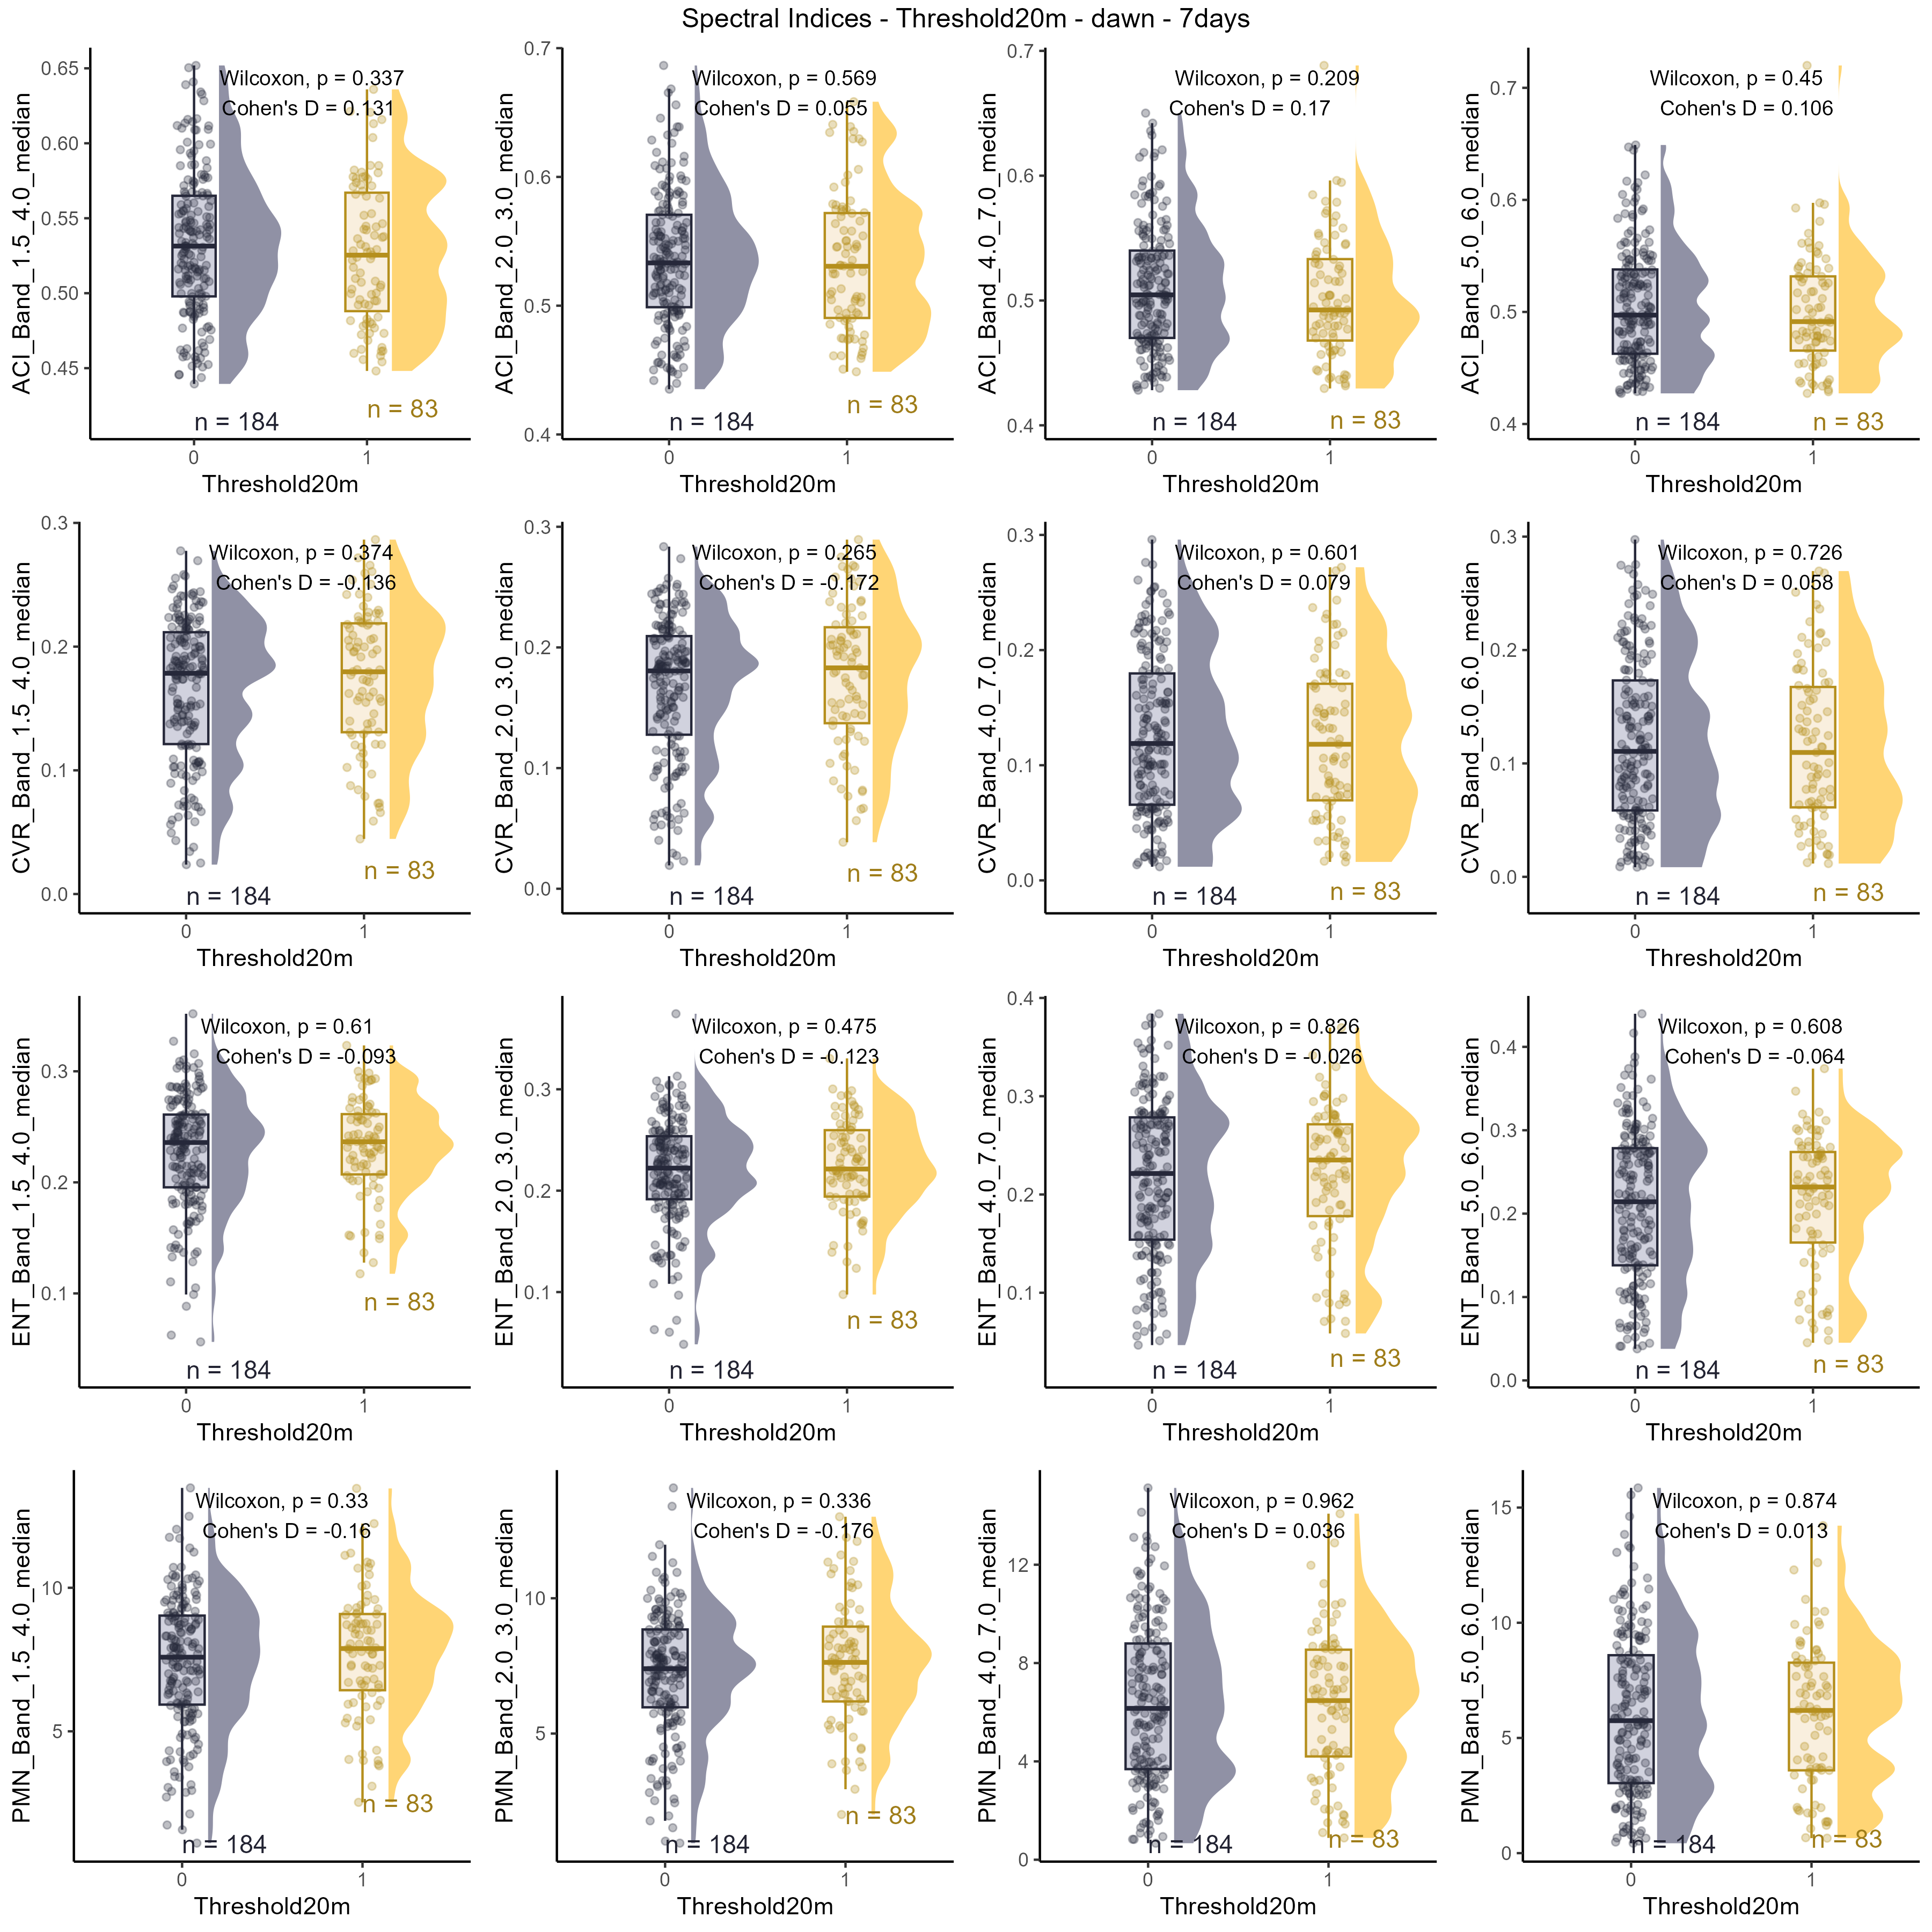 Spectral Indices - Threshold20m - dawn - 7days
ACI_Band_1.5_4.0_median
0.65
0.60
0.55
0.50
0.45
Wilcoxon, p = 0.337
Cohen's D = 0.131
n = 184
n = 83
0
1
Threshold20m
ACI_Band_2.0_3.0_median
0.7
0.6
0.5
0.4
Wilcoxon, p = 0.569
Cohen's D = 0.055
n = 184
n = 83
0
1
Threshold20m
ACI_Band_4.0_7.0_median
0.7
0.6
0.5
0.4
Wilcoxon, p = 0.209
Cohen's D = 0.17
n = 184
n = 83
0
1
Threshold20m
ACI_Band_5.0_6.0_median
0.7
0.6
0.5
0.4
Wilcoxon, p = 0.45
Cohen's D = 0.106
n = 184
n = 83
0
1
Threshold20m
CVR_Band_1.5_4.0_median
0.3
0.2
0.1
0.0
Wilcoxon, p = 0.374
Cohen's D = -0.136
n = 184
n = 83
0
1
Threshold20m
CVR_Band_2.0_3.0_median
0.3
0.2
0.1
0.0
Wilcoxon, p = 0.265
Cohen's D = -0.172
n = 184
n = 83
0
1
Threshold20m
CVR_Band_4.0_7.0_median
0.3
0.2
0.1
0.0
Wilcoxon, p = 0.601
Cohen's D = 0.079
n = 184
n = 83
0
1
Threshold20m
CVR_Band_5.0_6.0_median
0.3
0.2
0.1
0.0
Wilcoxon, p = 0.726
Cohen's D = 0.058
n = 184
n = 83
0
1
Threshold20m
ENT_Band_1.5_4.0_median
0.3
0.2
0.1
Wilcoxon, p = 0.61
Cohen's D = -0.093
n = 184
n = 83
0
1
Threshold20m
ENT_Band_2.0_3.0_median
0.3
0.2
0.1
Wilcoxon, p = 0.475
Cohen's D = -0.123
n = 184
n = 83
0
1
Threshold20m
ENT_Band_4.0_7.0_median
0.4
0.3
0.2
0.1
Wilcoxon, p = 0.826
Cohen's D = -0.026
n = 184
n = 83
0
1
Threshold20m
ENT_Band_5.0_6.0_median
0.4
0.3
0.2
0.1
0.0
Wilcoxon, p = 0.608
Cohen's D = -0.064
n = 184
n = 83
0
1
Threshold20m
PMN_Band_1.5_4.0_median
10
5
Wilcoxon, p = 0.33
Cohen's D = -0.16
n = 184
n = 83
0
1
Threshold20m
PMN_Band_2.0_3.0_median
10
5
Wilcoxon, p = 0.336
Cohen's D = -0.176
n = 184
n = 83
0
1
Threshold20m
PMN_Band_4.0_7.0_median
12
8
4
0
Wilcoxon, p = 0.962
Cohen's D = 0.036
n = 184
n = 83
0
1
Threshold20m
PMN_Band_5.0_6.0_median
15
10
5
0
Wilcoxon, p = 0.874
Cohen's D = 0.013
n = 184
n = 83
0
1
Threshold20m